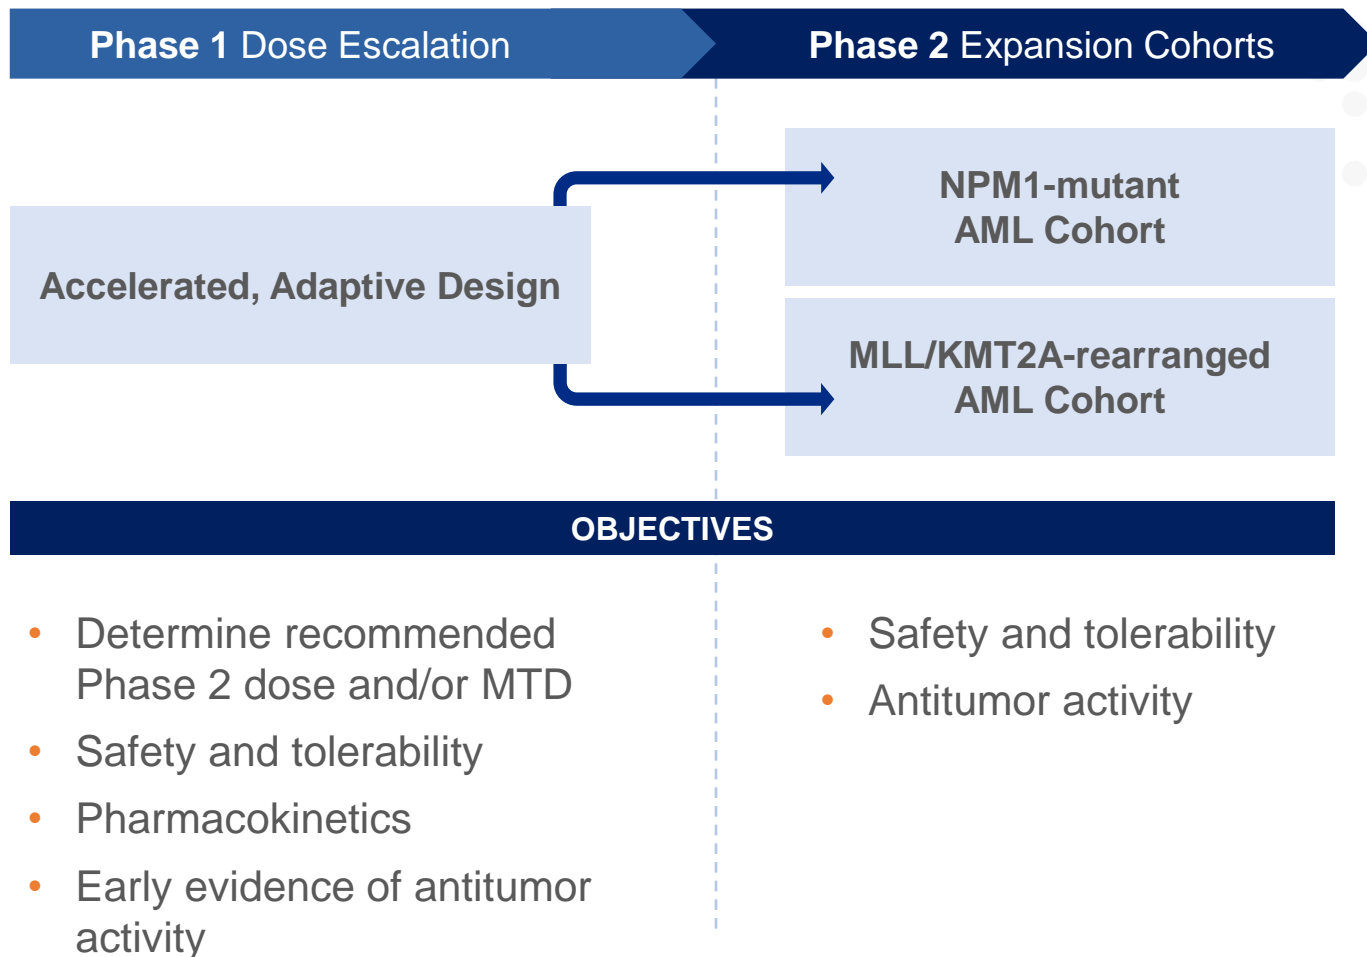 Phase 1 Dose Escalation
Phase 2 Expansion Cohorts
Accelerated, Adaptive Design
NPM1-mutant
AML Cohort
MLL/KMT2A-rearranged
AML Cohort
OBJECTIVES
• Determine recommended
Phase 2 dose and/or MTD
• Safety and tolerability
• Pharmacokinetics
• Early evidence of antitumor
activity
• Safety and tolerability
• Antitumor activity